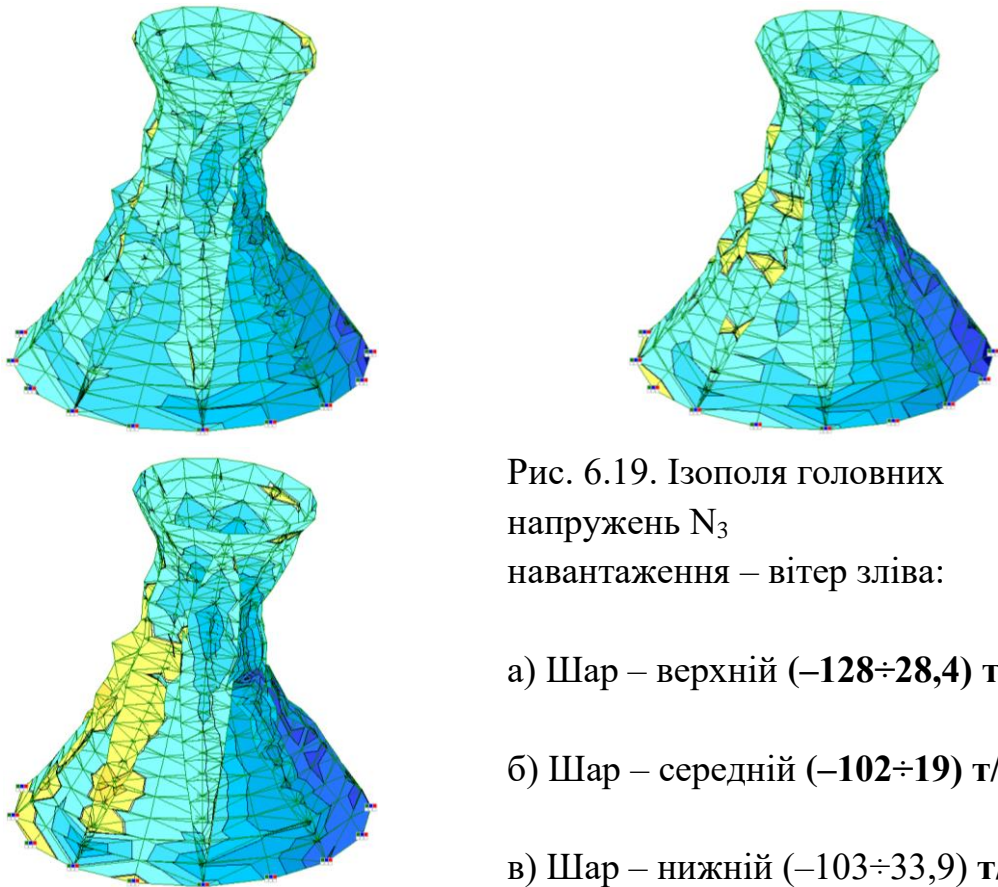 Рис. 6.19. Ізополя головних
напружень N₃
навантаження – вітер зліва:
а) Шар – верхній (–128÷28,4) т
б) Шар – середній (–102÷19) т/
в) Шар – нижній (–103÷33,9) т/